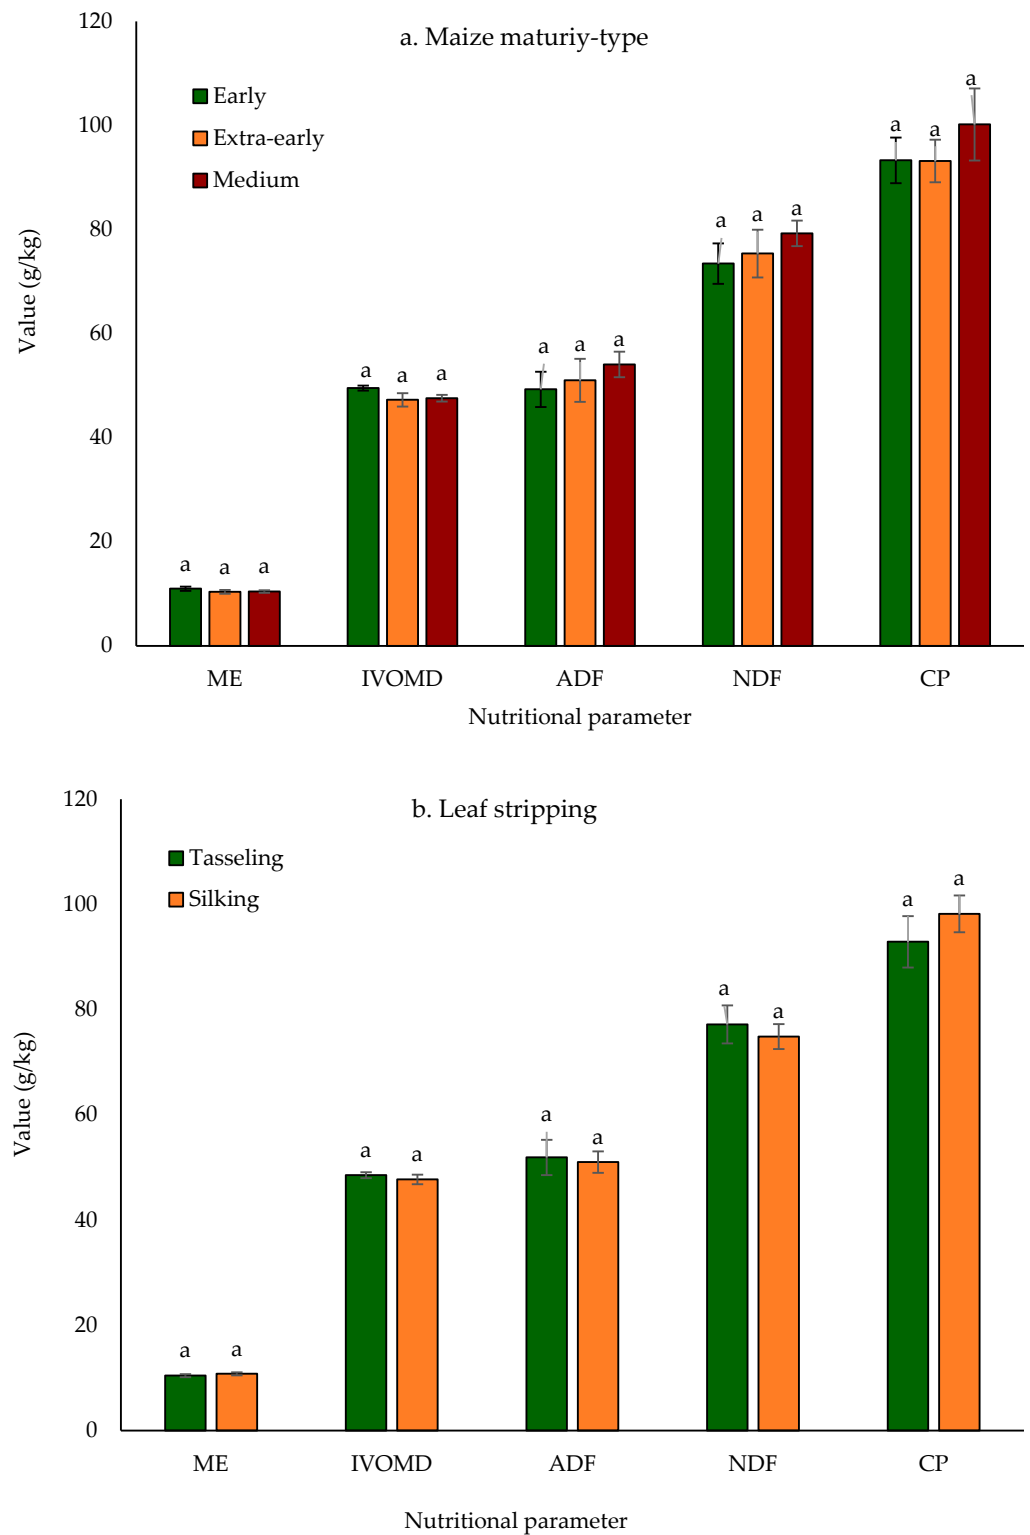 a. Maize maturiy-type
Early
Extra-early
Medium
Value (g/kg)
120
100
80
60
40
20
0
a a a a a a a a a a a a a a a
ME IVOMD ADF NDF CP
Nutritional parameter
b. Leaf stripping
Tasseling
Silking
Value (g/kg)
120
100
80
60
40
20
0
a a a a a a a a a a
ME IVOMD ADF NDF CP
Nutritional parameter